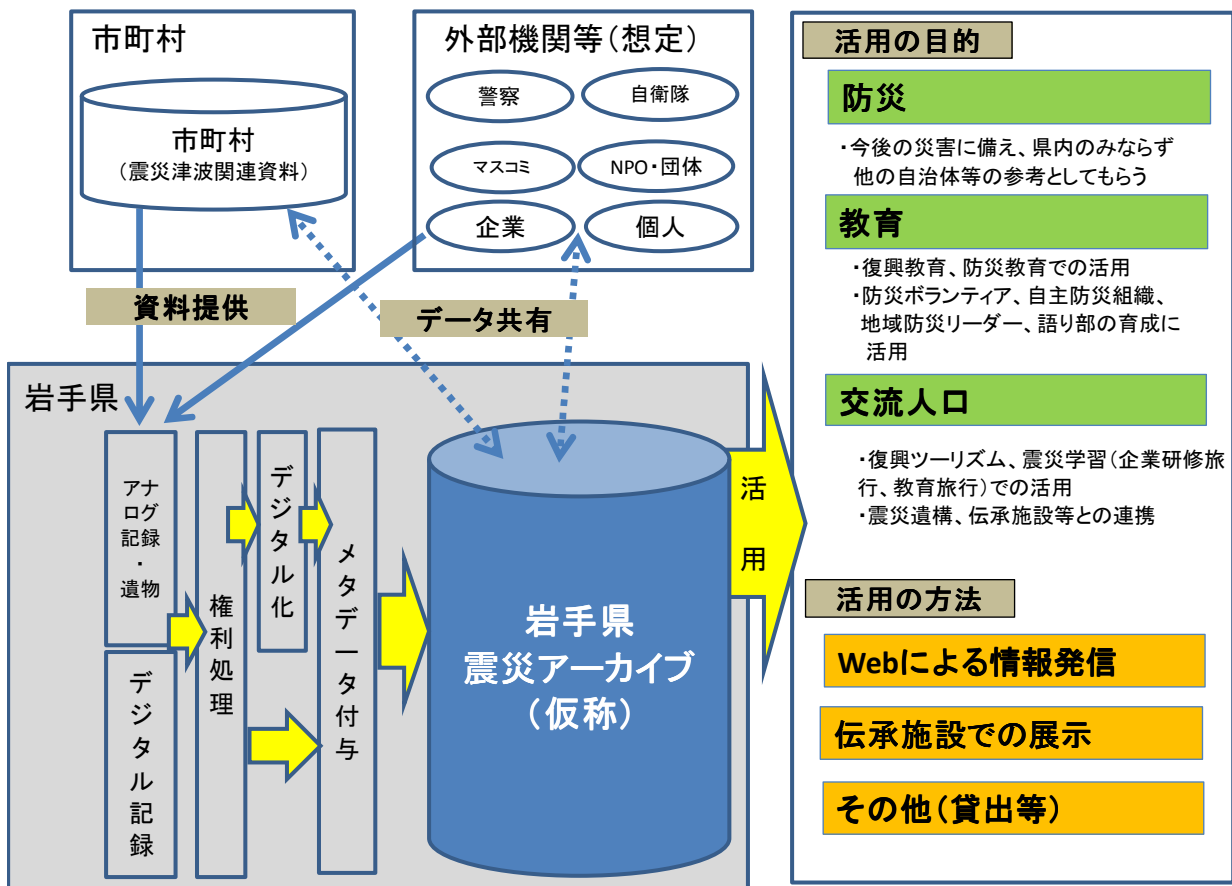 市町村
市町村
（震災津波関連資料）
外部機関等（想定）
警察
自衛隊
マスコミ
NPO・団体
企業
個人
資料提供
データ共有
岩手県
アナ
ログ
記録
・
遺物
デジタル記録
権利処理
デジタル化
メタデータ付与
岩手県
震災アーカイブ
（仮称）
活用
活用の目的
防災
・今後の災害に備え、県内のみならず
他の自治体等の参考としてもらう
教育
・復興教育、防災教育での活用
・防災ボランティア、自主防災組織、
地域防災リーダー、語り部の育成に
活用
交流人口
・復興ツーリズム、震災学習（企業研修旅
行、教育旅行）での活用
・震災遺構、伝承施設等との連携
活用の方法
Webによる情報発信
伝承施設での展示
その他（貸出等）